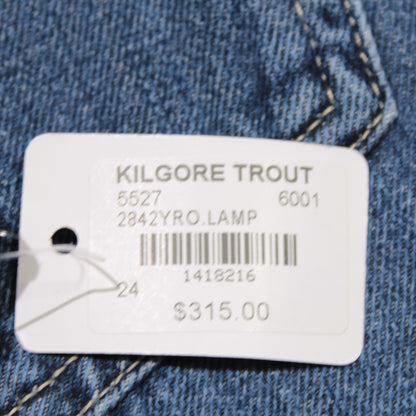 KILGORE TROUT
5527 6001
2842YRO.LAMP
1418216
24
$315.00